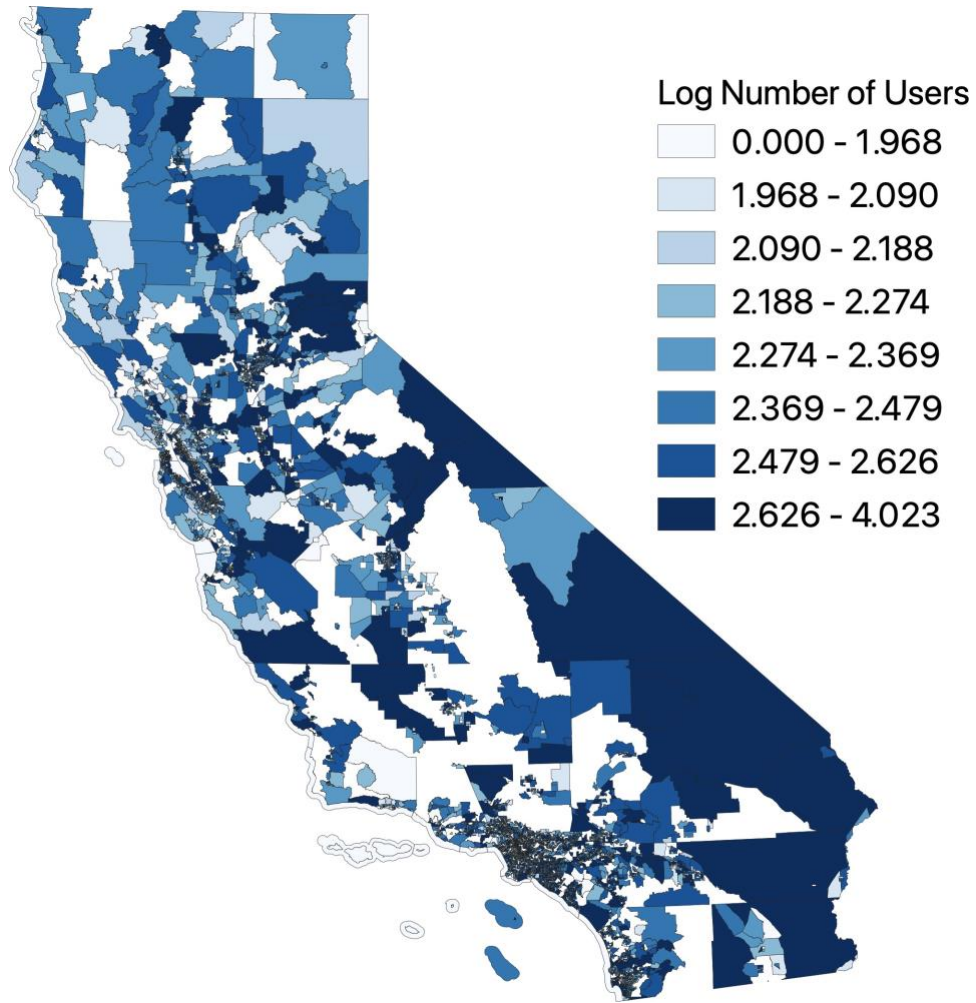 Log Number of Users
0.000 - 1.968
1.968 - 2.090
2.090 - 2.188
2.188 - 2.274
2.274 - 2.369
2.369 - 2.479
2.479 - 2.626
2.626 - 4.023